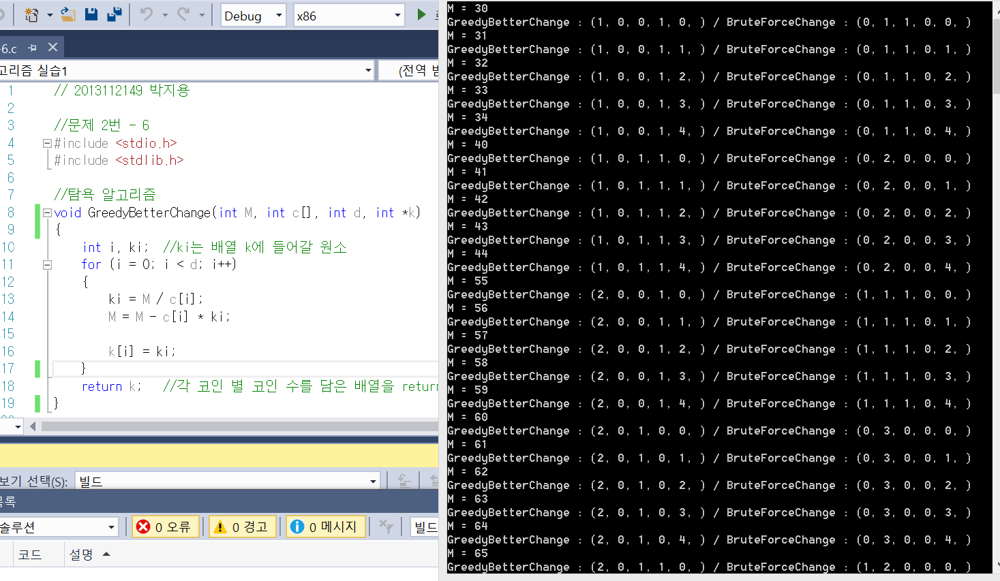 Debug
x86
6.c
고리즘 실습1
(전역 범
1 // 2013112149 박지용
2
3 //문제 2번 - 6
4 #include <stdio.h>
5 #include <stdlib.h>
6
7 //탐욕 알고리즘
8 void GreedyBetterChange(int M, int c[], int d, int *k)
9 {
10 int i, ki; //ki는 배열 k에 들어갈 원소
11 for (i = 0; i < d; i++)
12 {
13 ki = M / c[i];
14 M = M - c[i] * ki;
15
16 k[i] = ki;
17 }
18 return k; //각 코인 별 코인 수를 담은 배열을 return
19 }
보기 선택(S):
빌드
목록
솔루션
0 오류
0 경고
0 메시지
빌드
코드
설명
M = 30
GreedyBetterChange : (1, 0, 0, 1, 0, ) / BruteForceChange : (0, 1, 1, 0, 0, )
M = 31
GreedyBetterChange : (1, 0, 0, 1, 1, ) / BruteForceChange : (0, 1, 1, 0, 1, )
M = 32
GreedyBetterChange : (1, 0, 0, 1, 2, ) / BruteForceChange : (0, 1, 1, 0, 2, )
M = 33
GreedyBetterChange : (1, 0, 0, 1, 3, ) / BruteForceChange : (0, 1, 1, 0, 3, )
M = 34
GreedyBetterChange : (1, 0, 0, 1, 4, ) / BruteForceChange : (0, 1, 1, 0, 4, )
M = 40
GreedyBetterChange : (1, 0, 1, 1, 0, ) / BruteForceChange : (0, 2, 0, 0, 0, )
M = 41
GreedyBetterChange : (1, 0, 1, 1, 1, ) / BruteForceChange : (0, 2, 0, 0, 1, )
M = 42
GreedyBetterChange : (1, 0, 1, 1, 2, ) / BruteForceChange : (0, 2, 0, 0, 2, )
M = 43
GreedyBetterChange : (1, 0, 1, 1, 3, ) / BruteForceChange : (0, 2, 0, 0, 3, )
M = 44
GreedyBetterChange : (1, 0, 1, 1, 4, ) / BruteForceChange : (0, 2, 0, 0, 4, )
M = 55
GreedyBetterChange : (2, 0, 0, 1, 0, ) / BruteForceChange : (1, 1, 1, 0, 0, )
M = 56
GreedyBetterChange : (2, 0, 0, 1, 1, ) / BruteForceChange : (1, 1, 1, 0, 1, )
M = 57
GreedyBetterChange : (2, 0, 0, 1, 2, ) / BruteForceChange : (1, 1, 1, 0, 2, )
M = 58
GreedyBetterChange : (2, 0, 0, 1, 3, ) / BruteForceChange : (1, 1, 1, 0, 3, )
M = 59
GreedyBetterChange : (2, 0, 0, 1, 4, ) / BruteForceChange : (1, 1, 1, 0, 4, )
M = 60
GreedyBetterChange : (2, 0, 1, 0, 0, ) / BruteForceChange : (0, 3, 0, 0, 0, )
M = 61
GreedyBetterChange : (2, 0, 1, 0, 1, ) / BruteForceChange : (0, 3, 0, 0, 1, )
M = 62
GreedyBetterChange : (2, 0, 1, 0, 2, ) / BruteForceChange : (0, 3, 0, 0, 2, )
M = 63
GreedyBetterChange : (2, 0, 1, 0, 3, ) / BruteForceChange : (0, 3, 0, 0, 3, )
M = 64
GreedyBetterChange : (2, 0, 1, 0, 4, ) / BruteForceChange : (0, 3, 0, 0, 4, )
M = 65
GreedyBetterChange : (2, 0, 1, 1, 0, ) / BruteForceChange : (1, 2, 0, 0, 0, )